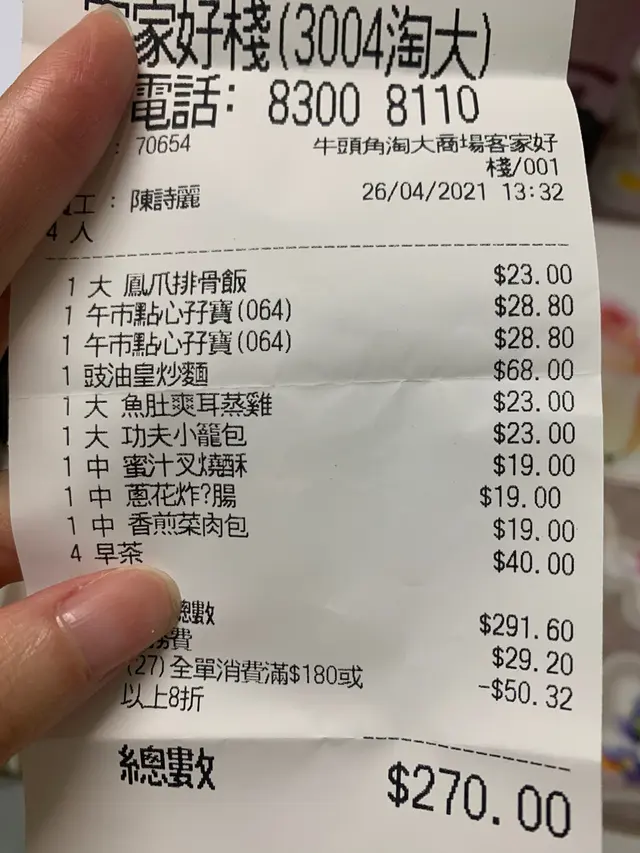 家好棧(3004淘大)
電話: 8300 8110
: 70654 牛頭角淘大商場客家好
棧/001
26/04/2021 13:32
工 : 陳詩麗
4 人
1 大 鳳爪排骨飯 $23.00
1 午市點心孖寶(064) $28.80
1 午市點心孖寶(064) $28.80
1 豉油皇炒麵 $68.00
1 大 魚肚爽耳蒸雞 $23.00
1 大 功夫小籠包 $23.00
1 中 蜜汁叉燒酥 $19.00
1 中 蔥花炸?腸 $19.00
1 中 香煎菜肉包 $19.00
4 早茶 $40.00
總數 $291.60
務費 $29.20
(27)全單消費滿$180或 -$50.32
以上8折
總數 $270.00